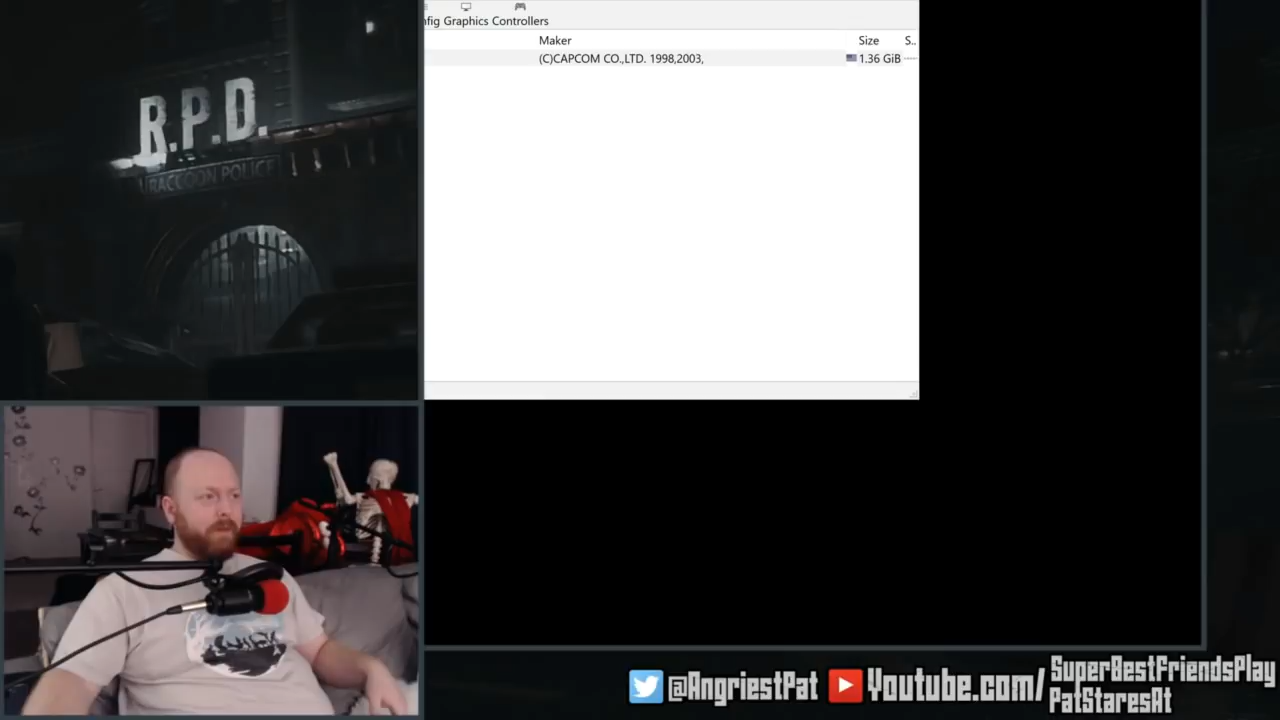 nfig Graphics Controllers
Maker Size S..
(C)CAPCOM CO.,LTD. 1998,2003, 1.36 GiB
R.P.D.
RACCOON POLICE
@AngriestPat Youtube.com/ SuperBestFriendsPlay
PatStaresAt